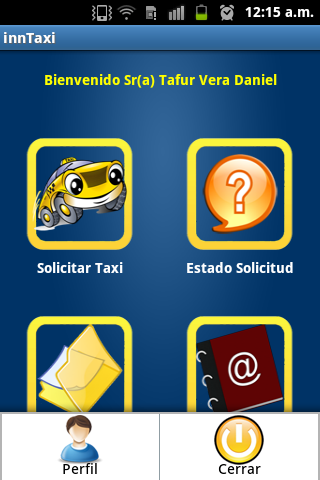 12:15 a.m.
innTaxi
Bienvenido Sr(a) Tafur Vera Daniel
?
Solicitar Taxi
Estado Solicitud
@
Perfil
Cerrar